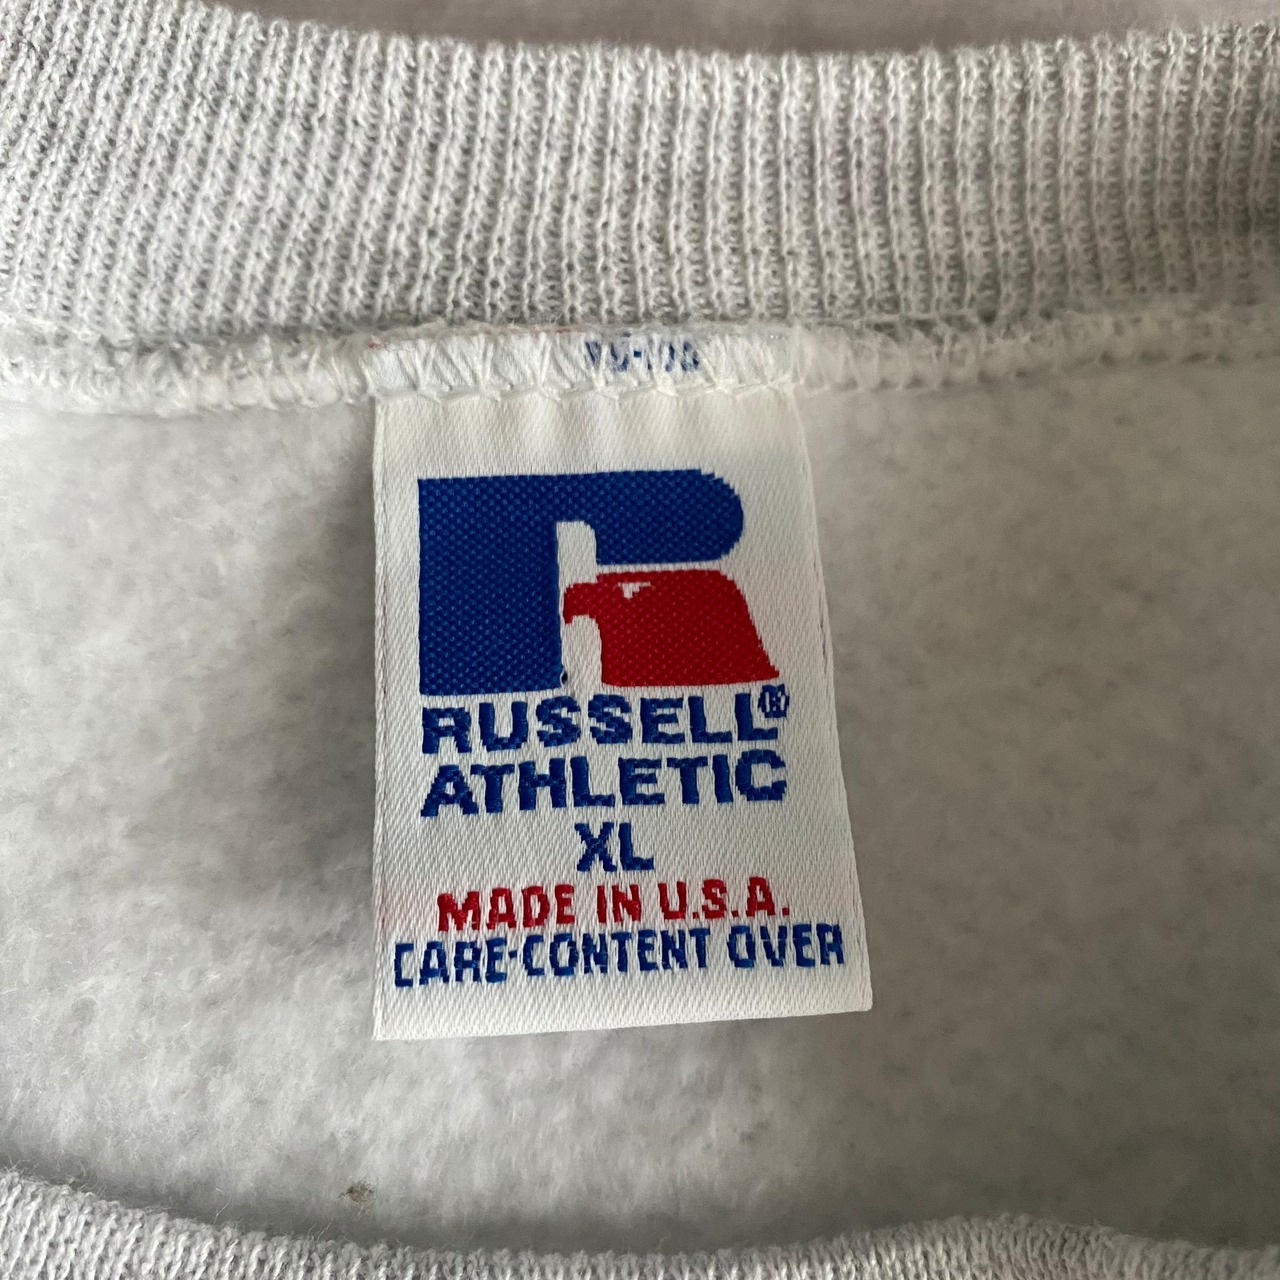 RUSSELL®
ATHLETIC
XL
MADE IN U.S.A.
CARE·CONTENT OVER